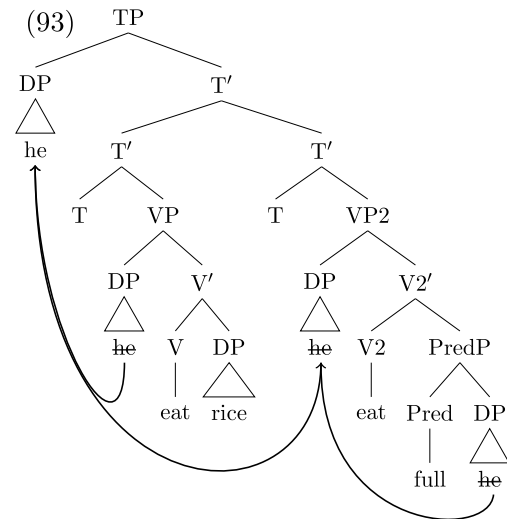 (93) TP
DP T′
he T′ T′
T VP T VP2
DP V′ DP V2′
he V DP he V2 PredP
eat rice eat Pred DP
full he